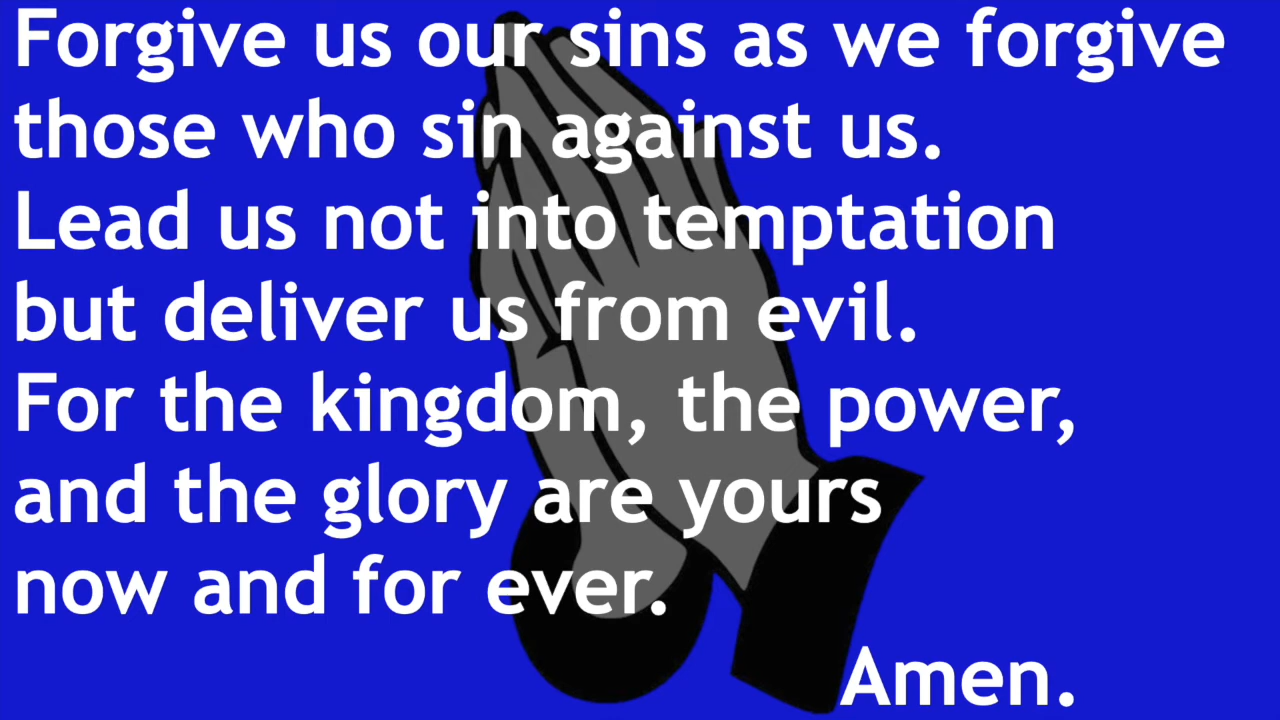 Forgive us our sins as we forgive
those who sin against us.
Lead us not into temptation
but deliver us from evil.
For the kingdom, the power,
and the glory are yours
now and for ever.
Amen.